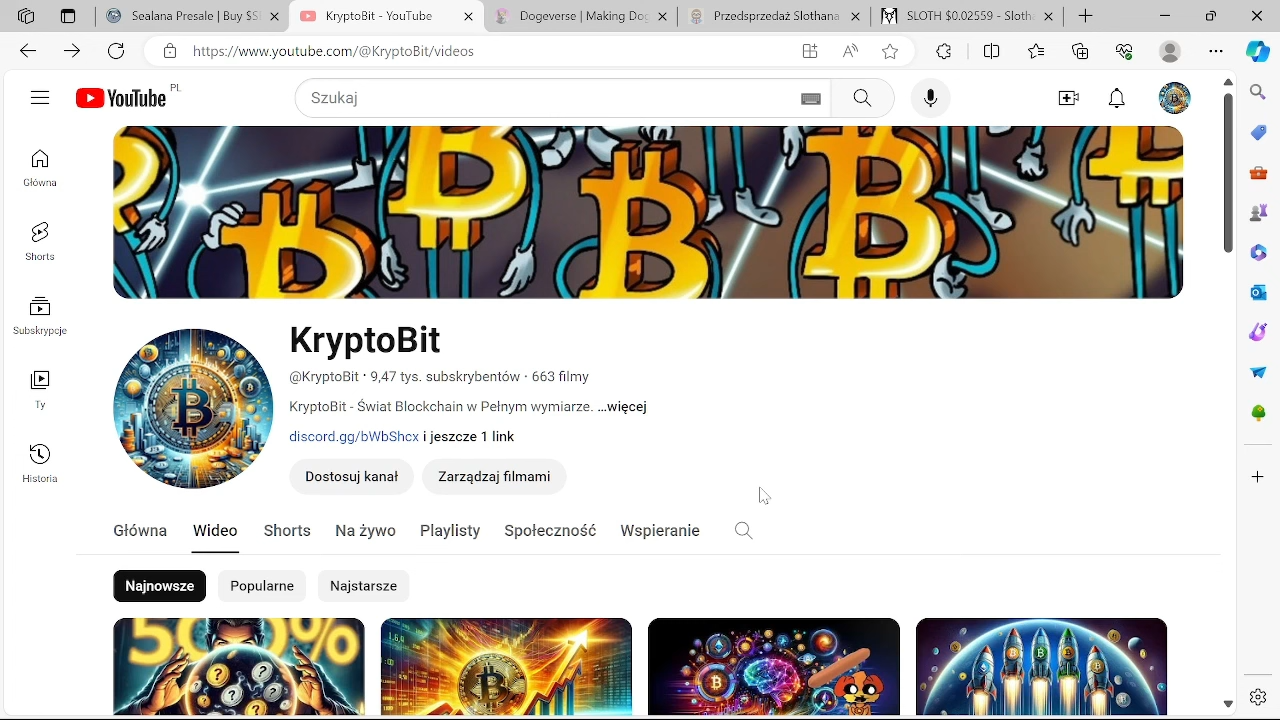 Sealana Presale | Buy $S
KryptoBit - YouTube
Dogeverse | Making Dog
Przedsprzedaż Slothana
SLOTH $0.02559 - Sloth
https://www.youtube.com/@KryptoBit/videos
YouTube PL
Szukaj
Główna
Shorts
Subskrypcje
Ty
Historia
KryptoBit
@KryptoBit · 9,47 tys. subskrybentów · 663 filmy
KryptoBit - Świat Blockchain w Pełnym wymiarze. ...więcej
discord.gg/bWbShcx i jeszcze 1 link
Dostosuj kanał Zarządzaj filmami
Główna Wideo Shorts Na żywo Playlisty Społeczność Wspieranie
Najnowsze Popularne Najstarsze